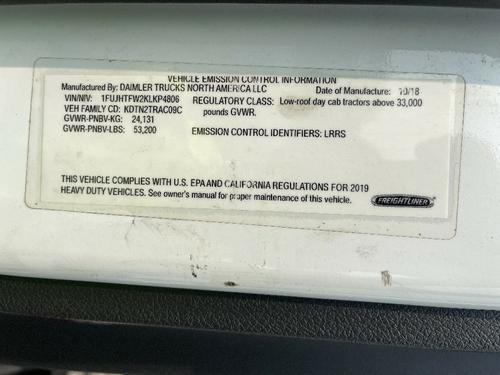 VEHICLE EMISSION CONTROL INFORMATION
Manufactured By: DAIMLER TRUCKS NORTH AMERICA LLC Date of Manufacture: 10/18
VIN/NIV: 1FUJHTFW2KLKP4806 REGULATORY CLASS: Low-roof day cab tractors above 33,000
VEH FAMILY CD: KDTN2TRAC09C pounds GVWR.
GVWR-PNBV-KG: 24,131
GVWR-PNBV-LBS: 53,200 EMISSION CONTROL IDENTIFIERS: LRRS
THIS VEHICLE COMPLIES WITH U.S. EPA AND CALIFORNIA REGULATIONS FOR 2019
HEAVY DUTY VEHICLES. See owner's manual for proper maintenance of this vehicle.
FREIGHTLINER